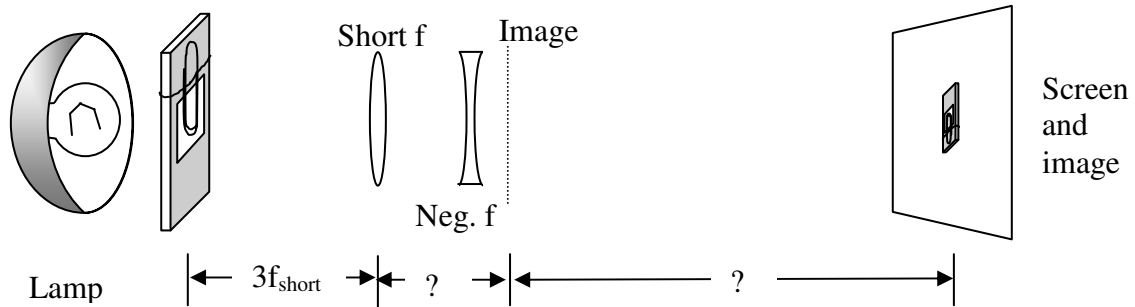 Short f
Image
Screen
and
image
Neg. f
Lamp
3f_short
?
?